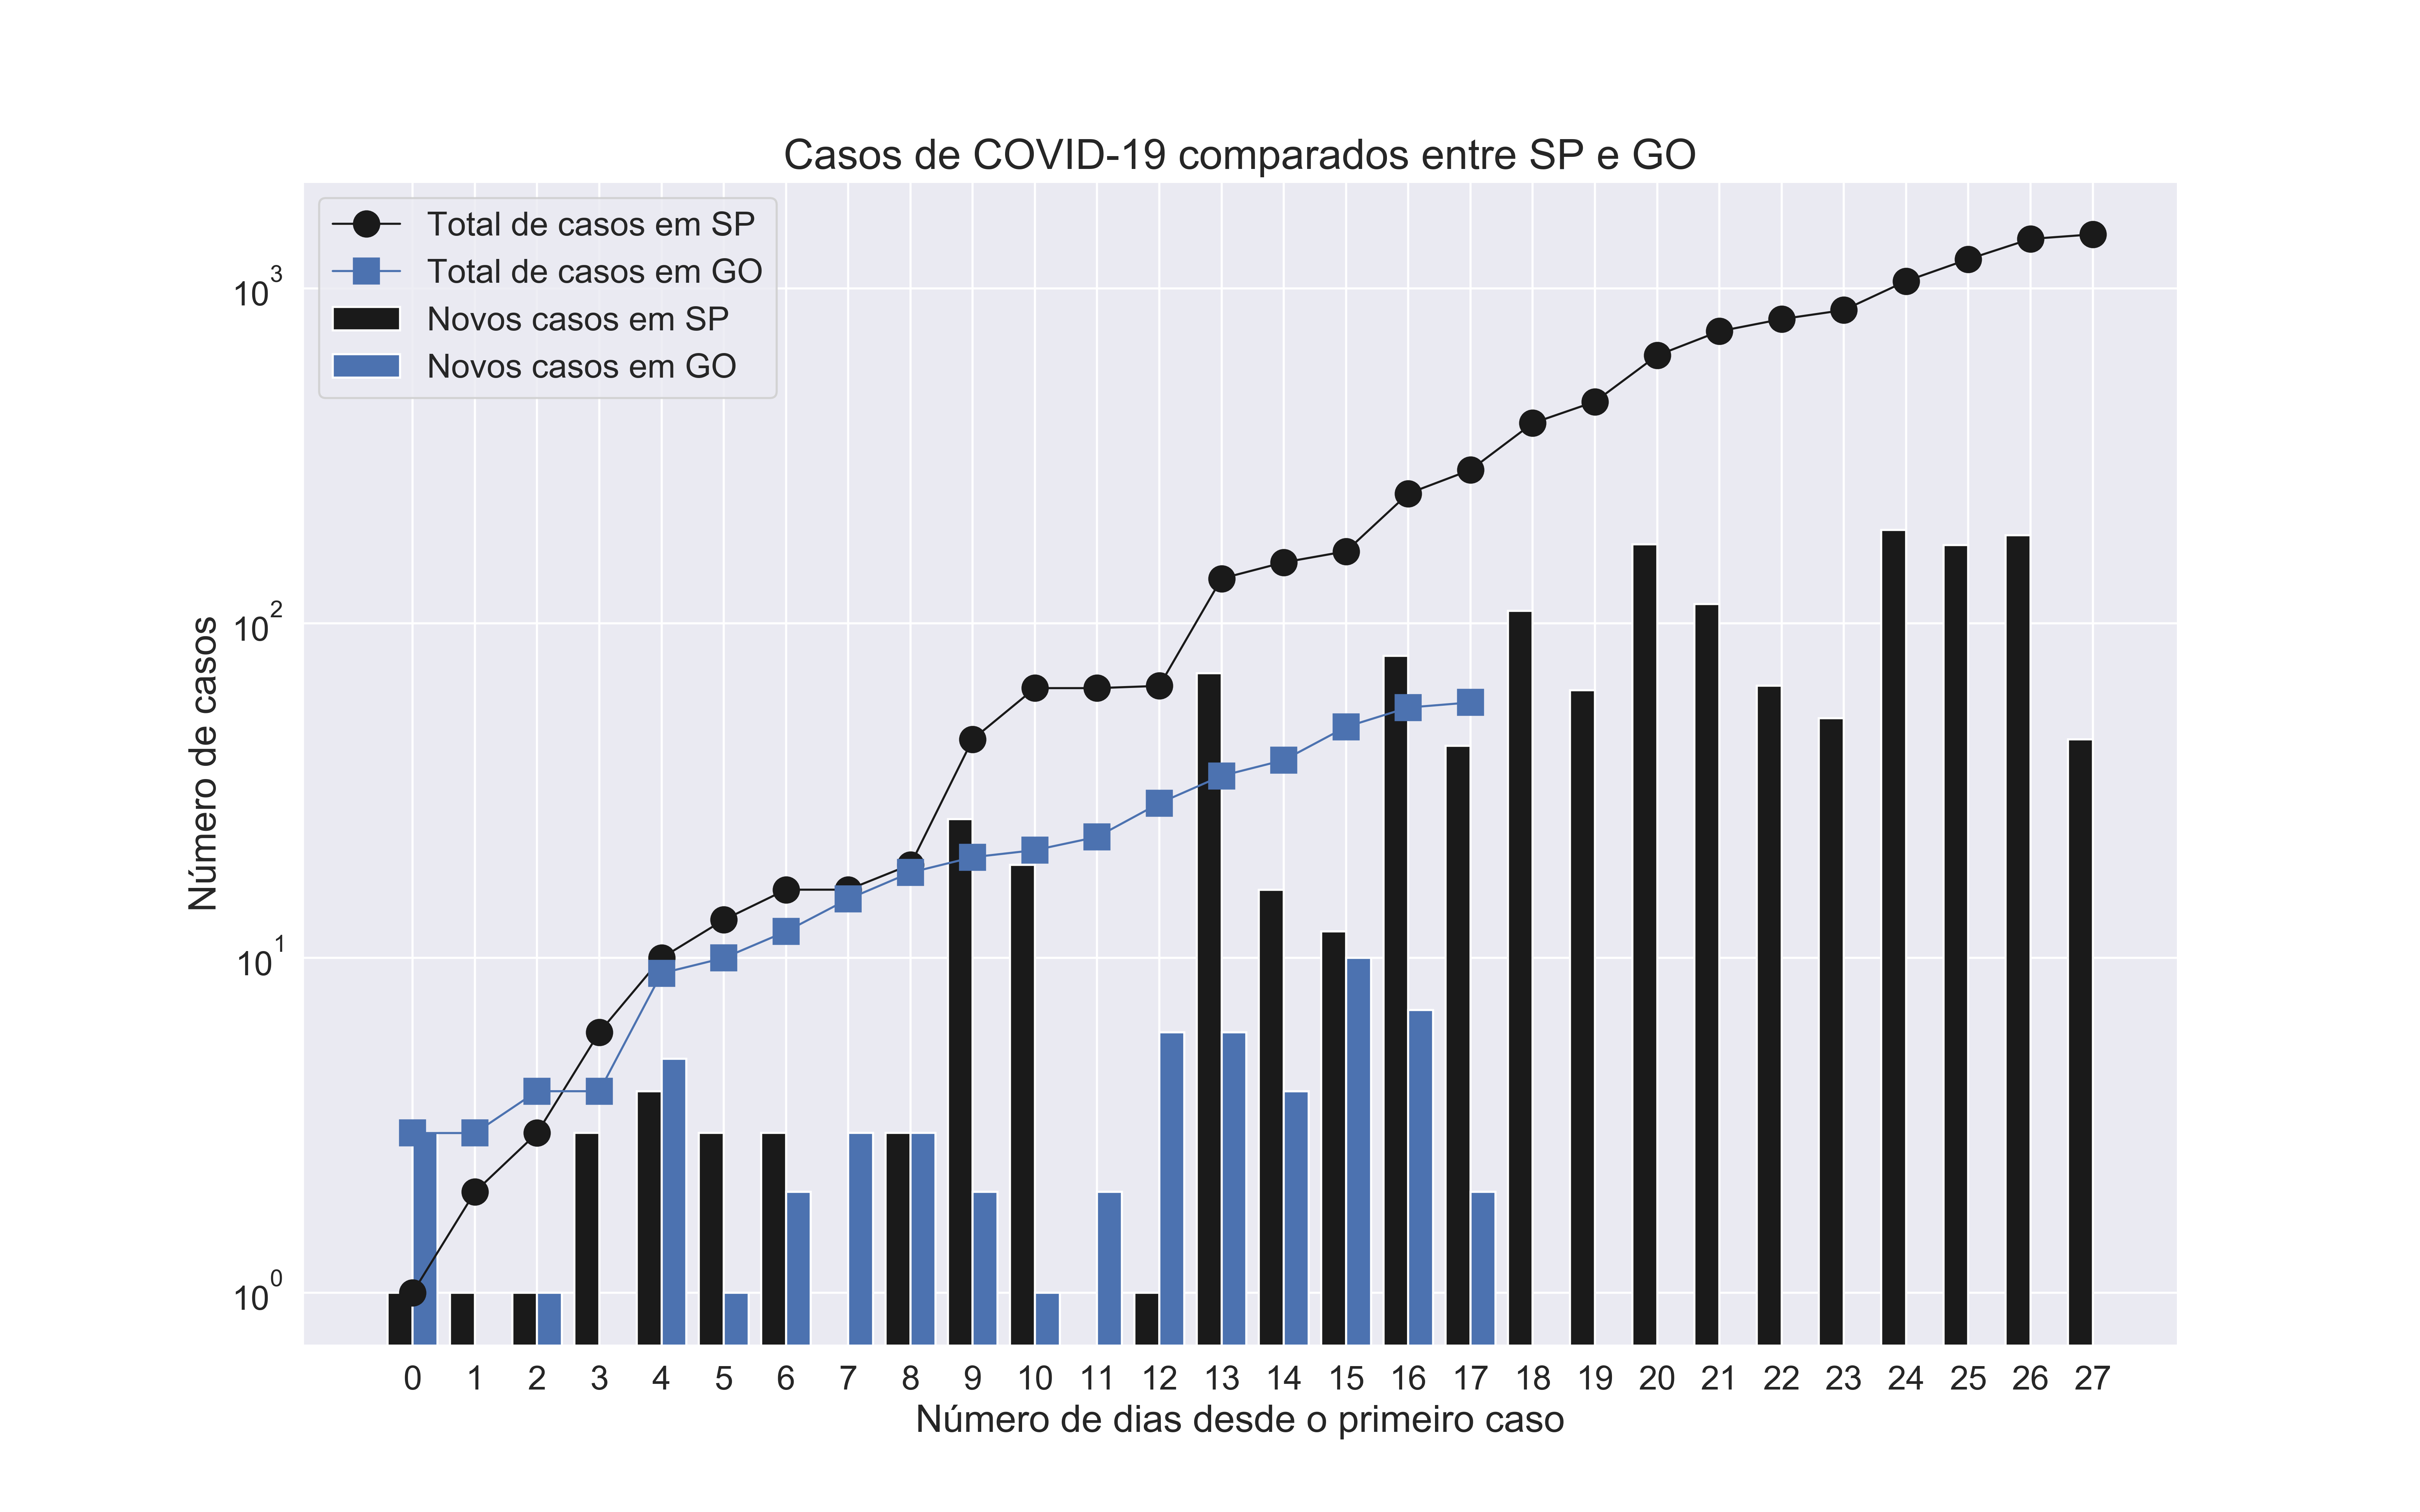 Casos de COVID-19 comparados entre SP e GO
Total de casos em SP
Total de casos em GO
Novos casos em SP
Novos casos em GO
10³
10²
10¹
10⁰
Número de casos
0 1 2 3 4 5 6 7 8 9 10 11 12 13 14 15 16 17 18 19 20 21 22 23 24 25 26 27
Número de dias desde o primeiro caso